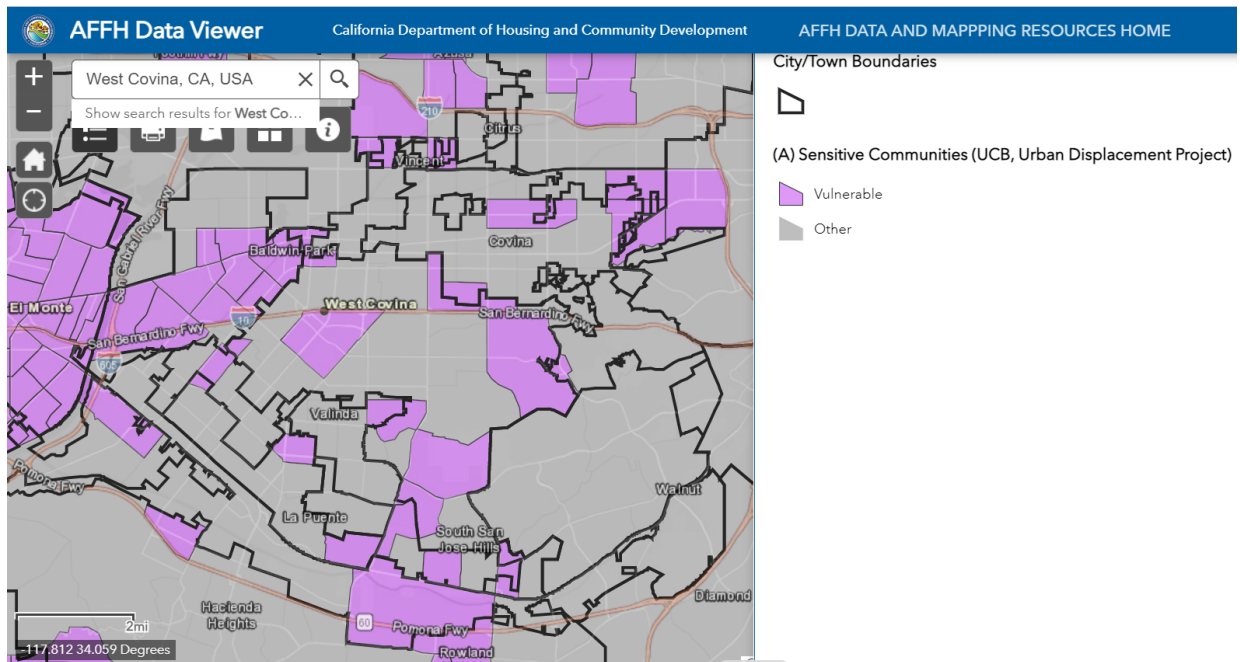 AFFH Data Viewer
California Department of Housing and Community Development
AFFH DATA AND MAPPPING RESOURCES HOME
West Covina, CA, USA
Show search results for West Co...
+
−
210
Citrus
Vincent
San Gabriel River Fwy
Baldwin Park
Covina
El Monte
West Covina
10
San Bernardino Fwy
San Bernardino Fwy
605
Valinda
Pomona Fwy
Walnut
La Puente
South San
Jose Hills
Hacienda
Heights
Diamond
60
Pomona Fwy
Rowland
2mi
-117.812 34.059 Degrees
City/Town Boundaries
(A) Sensitive Communities (UCB, Urban Displacement Project)
Vulnerable
Other